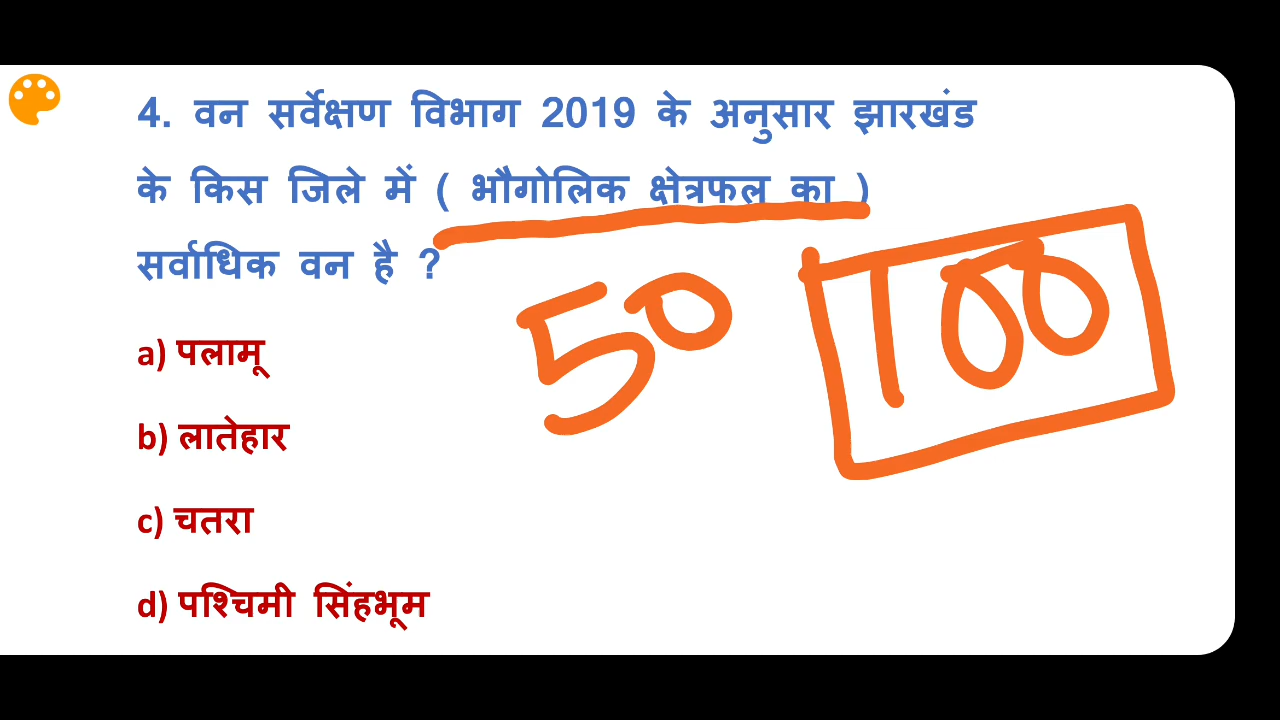 4. वन सर्वेक्षण विभाग 2019 के अनुसार झारखंड
के किस जिले में ( भौगोलिक क्षेत्रफल का )
सर्वाधिक वन है ?
50 100
a) पलामू
b) लातेहार
c) चतरा
d) पश्चिमी सिंहभूम